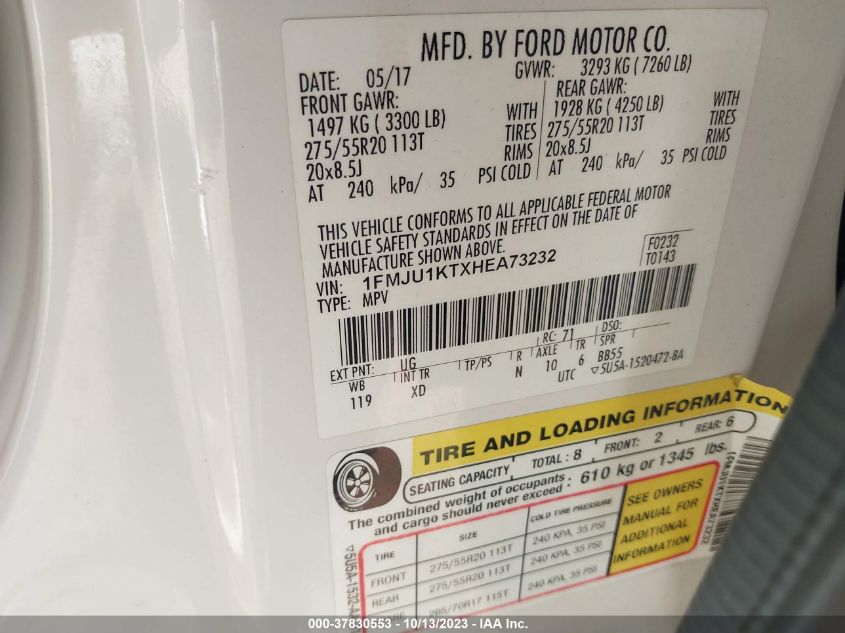 MFD. BY FORD MOTOR CO.
DATE: 05/17 GVWR: 3293 KG ( 7260 LB)
FRONT GAWR: REAR GAWR:
1497 KG ( 3300 LB) WITH 1928 KG ( 4250 LB) WITH
275/55R20 113T TIRES 275/55R20 113T TIRES
20x8.5J RIMS 20x8.5J RIMS
AT 240 kPa/ 35 PSI COLD AT 240 kPa/ 35 PSI COLD
THIS VEHICLE CONFORMS TO ALL APPLICABLE FEDERAL MOTOR
VEHICLE SAFETY STANDARDS IN EFFECT ON THE DATE OF
MANUFACTURE SHOWN ABOVE.
F0232
VIN: 1FMJU1KTXHEA73232
T0143
TYPE: MPV
EXT PNT: UG RC: 71 DSO:
WB INT TR TP/PS R AXLE TR SPR
119 XD N 10 6 BB55
UTC ▽5U5A-1520472-BA
TIRE AND LOADING INFORMATION
SEATING CAPACITY TOTAL : 8 FRONT: 2 REAR: 6
The combined weight of occupants : 610 kg or 1345 lbs.
and cargo should never exceed
TIRE SIZE COLD TIRE PRESSURE
FRONT 275/55R20 113T 240 KPA, 35 PSI
REAR 275/55R20 113T 240 KPA, 35 PSI
265/70R17 115T 240 KPA, 35 PSI
SEE OWNERS
MANUAL FOR
ADDITIONAL
INFORMATION
1FMJU1KTXHEA73232
▽5U5A-1532-A
000-37830553 - 10/13/2023 - IAA Inc.